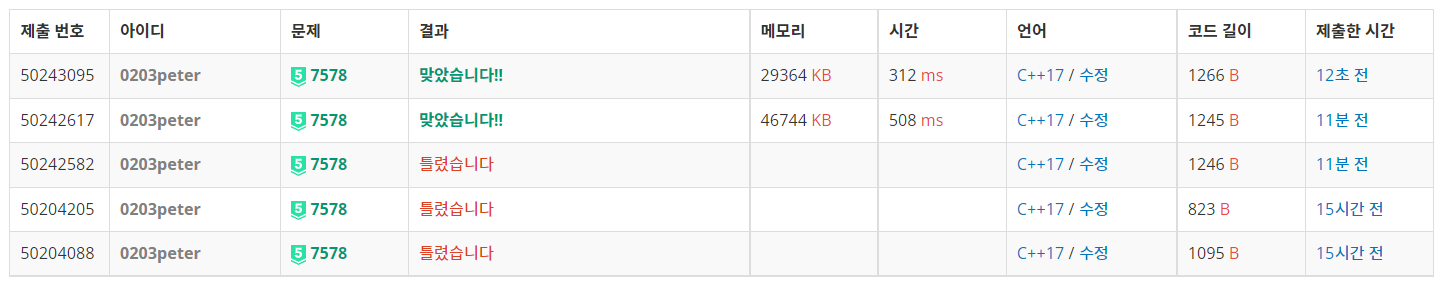 제출 번호 아이디 문제 결과 메모리 시간 언어 코드 길이 제출한 시간
50243095 0203peter 5 7578 맞았습니다!! 29364 KB 312 ms C++17 / 수정 1266 B 12초 전
50242617 0203peter 5 7578 맞았습니다!! 46744 KB 508 ms C++17 / 수정 1245 B 11분 전
50242582 0203peter 5 7578 틀렸습니다 C++17 / 수정 1246 B 11분 전
50204205 0203peter 5 7578 틀렸습니다 C++17 / 수정 823 B 15시간 전
50204088 0203peter 5 7578 틀렸습니다 C++17 / 수정 1095 B 15시간 전